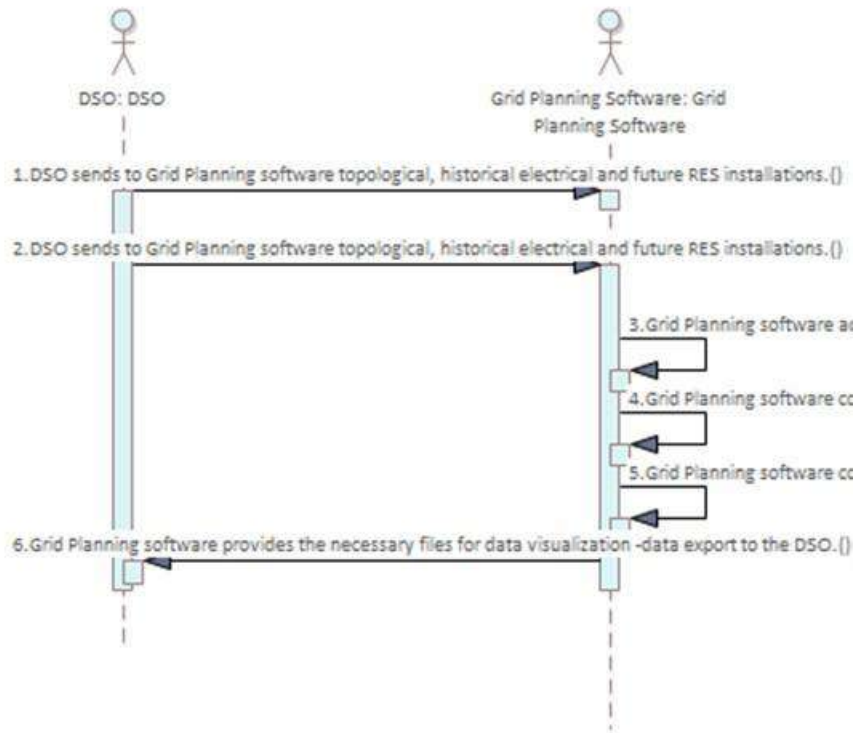 DSO: DSO
Grid Planning Software: Grid
Planning Software
1.DSO sends to Grid Planning software topological, historical electrical and future RES installations.()
2.DSO sends to Grid Planning software topological, historical electrical and future RES installations.()
3.Grid Planning software
4.Grid Planning software
5.Grid Planning software
6.Grid Planning software provides the necessary files for data visualization -data export to the DSO.()